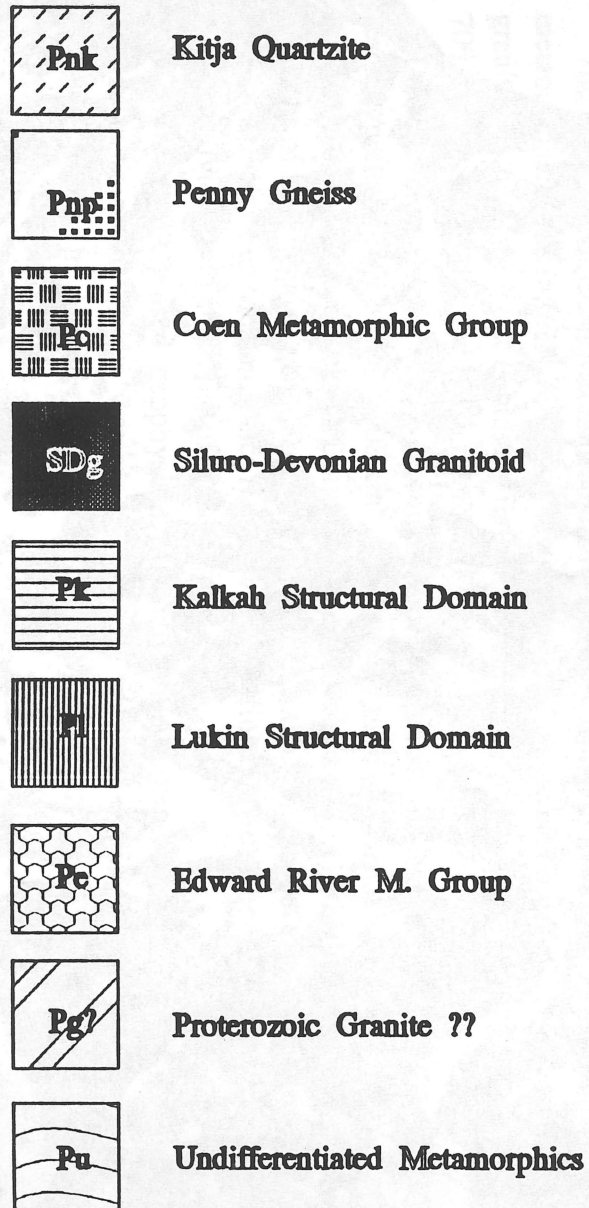 Pnk Kitja Quartzite
Pnp Penny Gneiss
Pc Coen Metamorphic Group
SDg Siluro-Devonian Granitoid
Pk Kalkah Structural Domain
Pl Lukin Structural Domain
Pe Edward River M. Group
Pg? Proterozoic Granite ??
Pu Undifferentiated Metamorphics